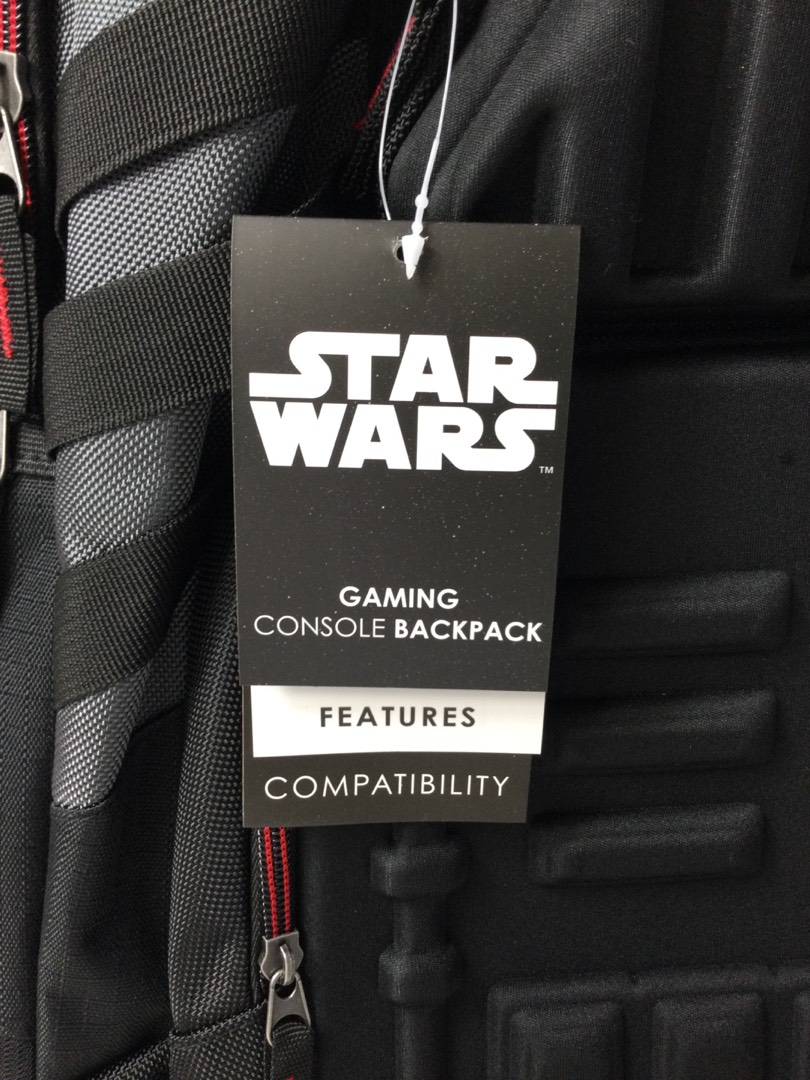 STAR
WARS
TM
GAMING
CONSOLE BACKPACK
FEATURES
COMPATIBILITY